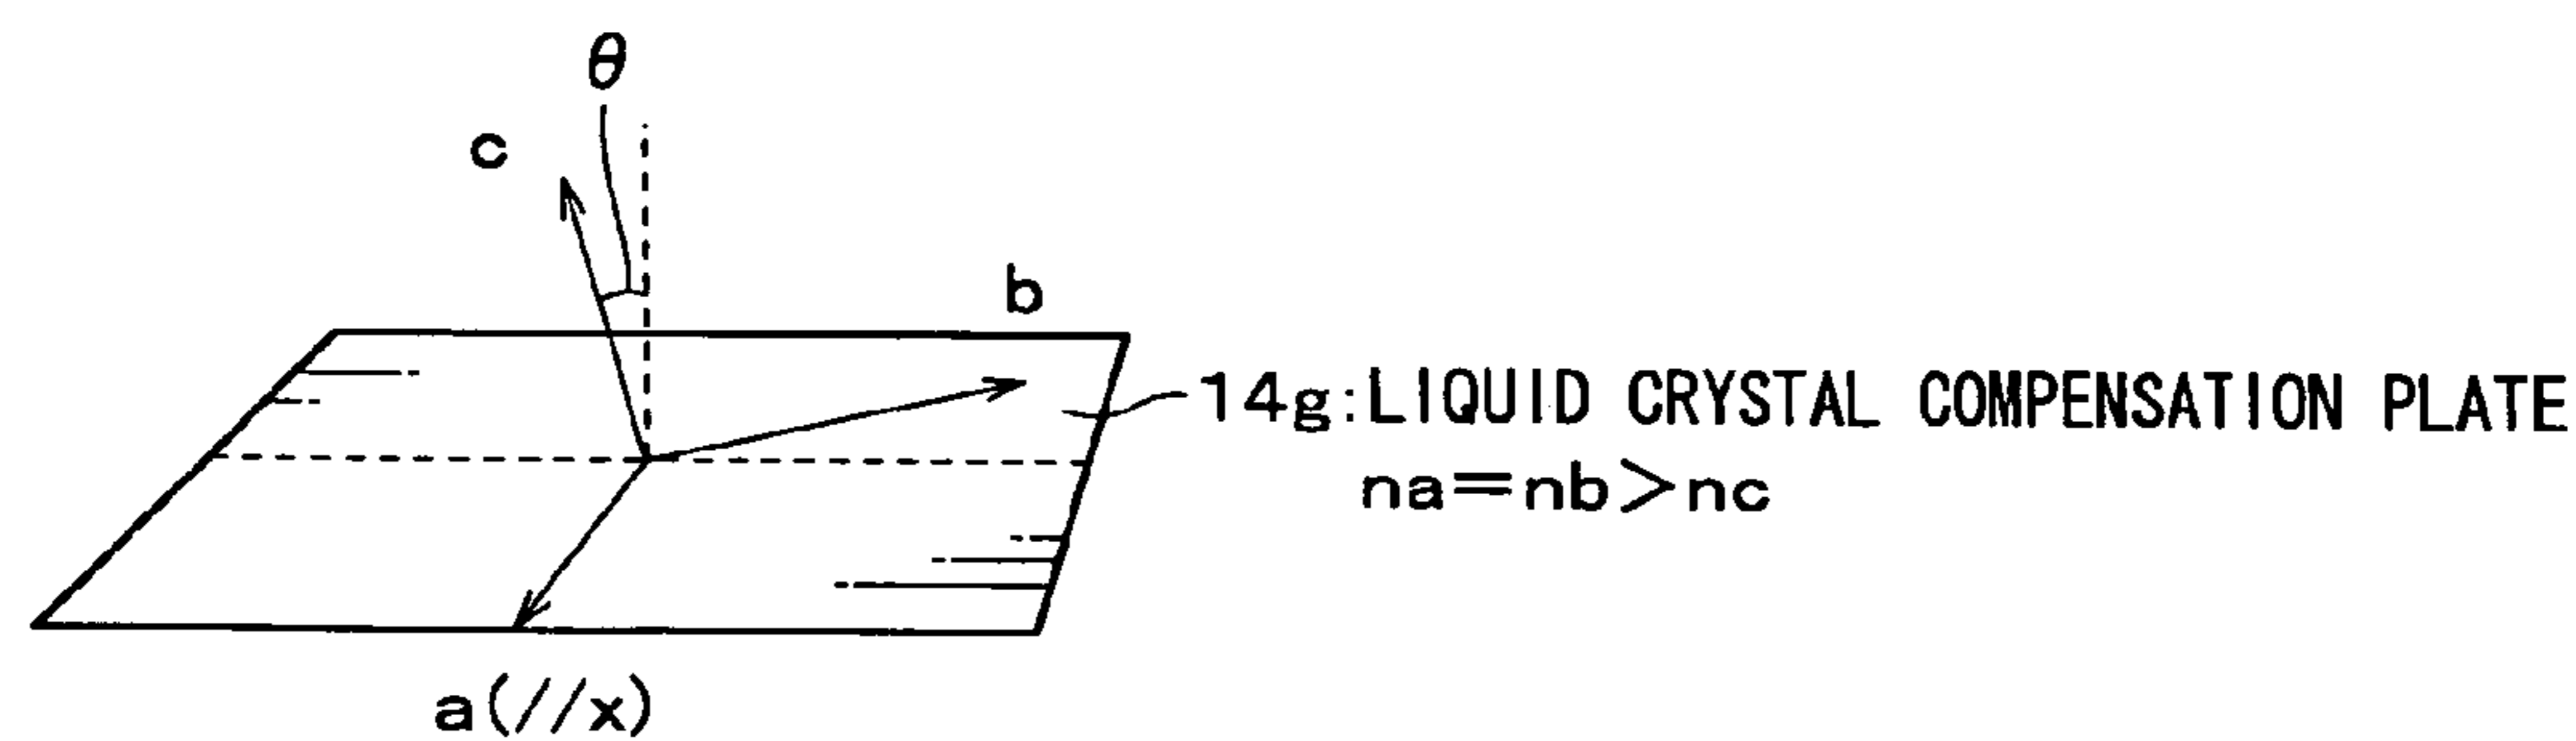 θ
c
b
14g:LIQUID CRYSTAL COMPENSATION PLATE
na=nb>nc
a(//x)